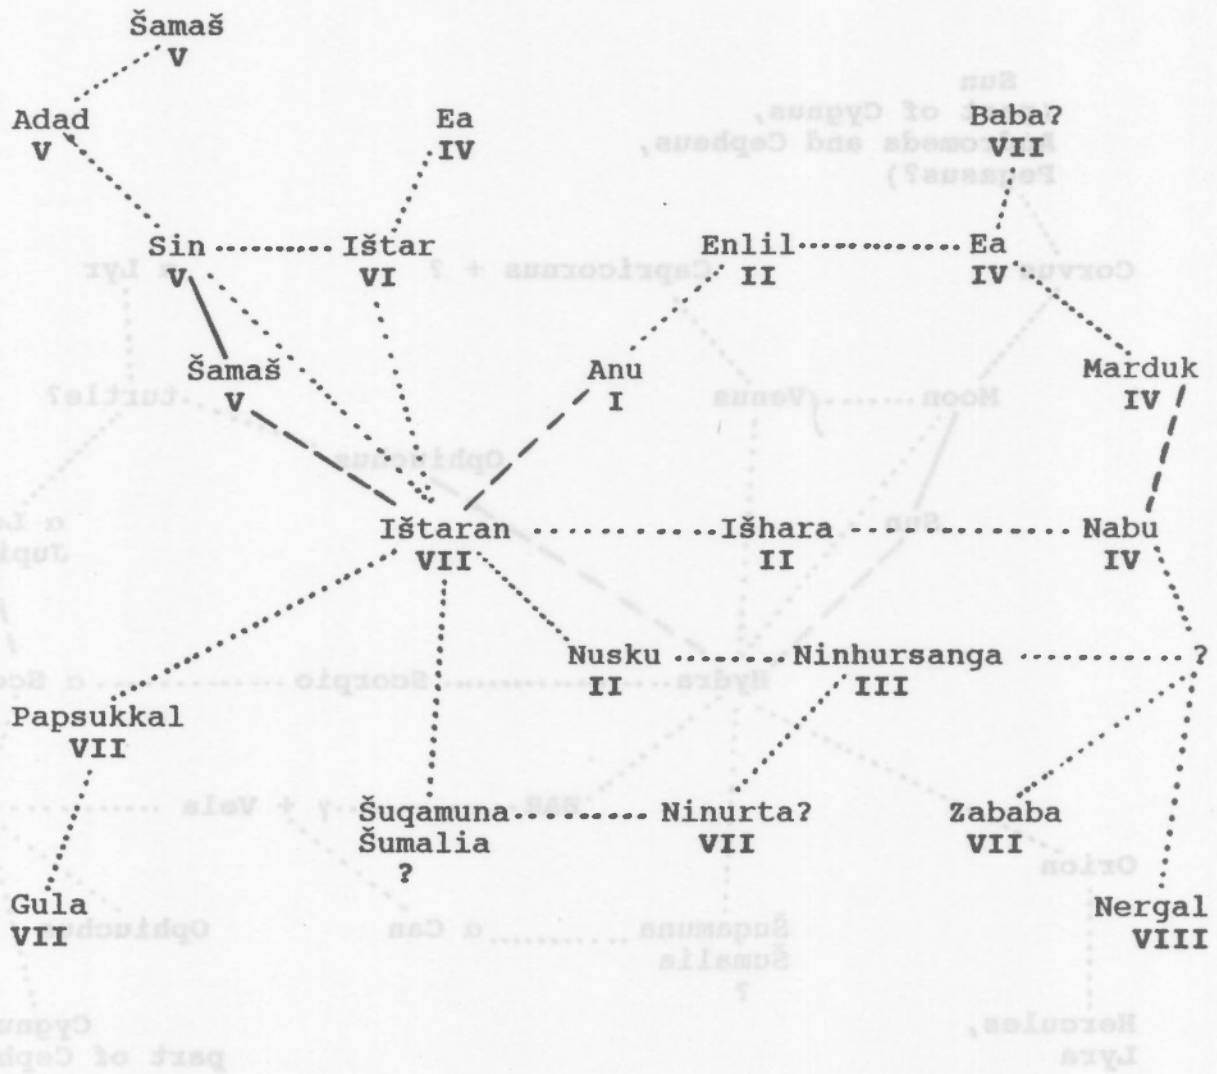 Šamaš
V
Adad
V
Ea
IV
Baba?
VII
Sin
V
Ištar
VI
Enlil
II
Ea
IV
Šamaš
V
Anu
I
Marduk
IV
Ištaran
VII
Išhara
II
Nabu
IV
Nusku
II
Ninhursanga
III
?
Papsukkal
VII
Šuqamuna
Šumalia
?
Ninurta?
VII
Zababa
VII
Gula
VII
Nergal
VIII